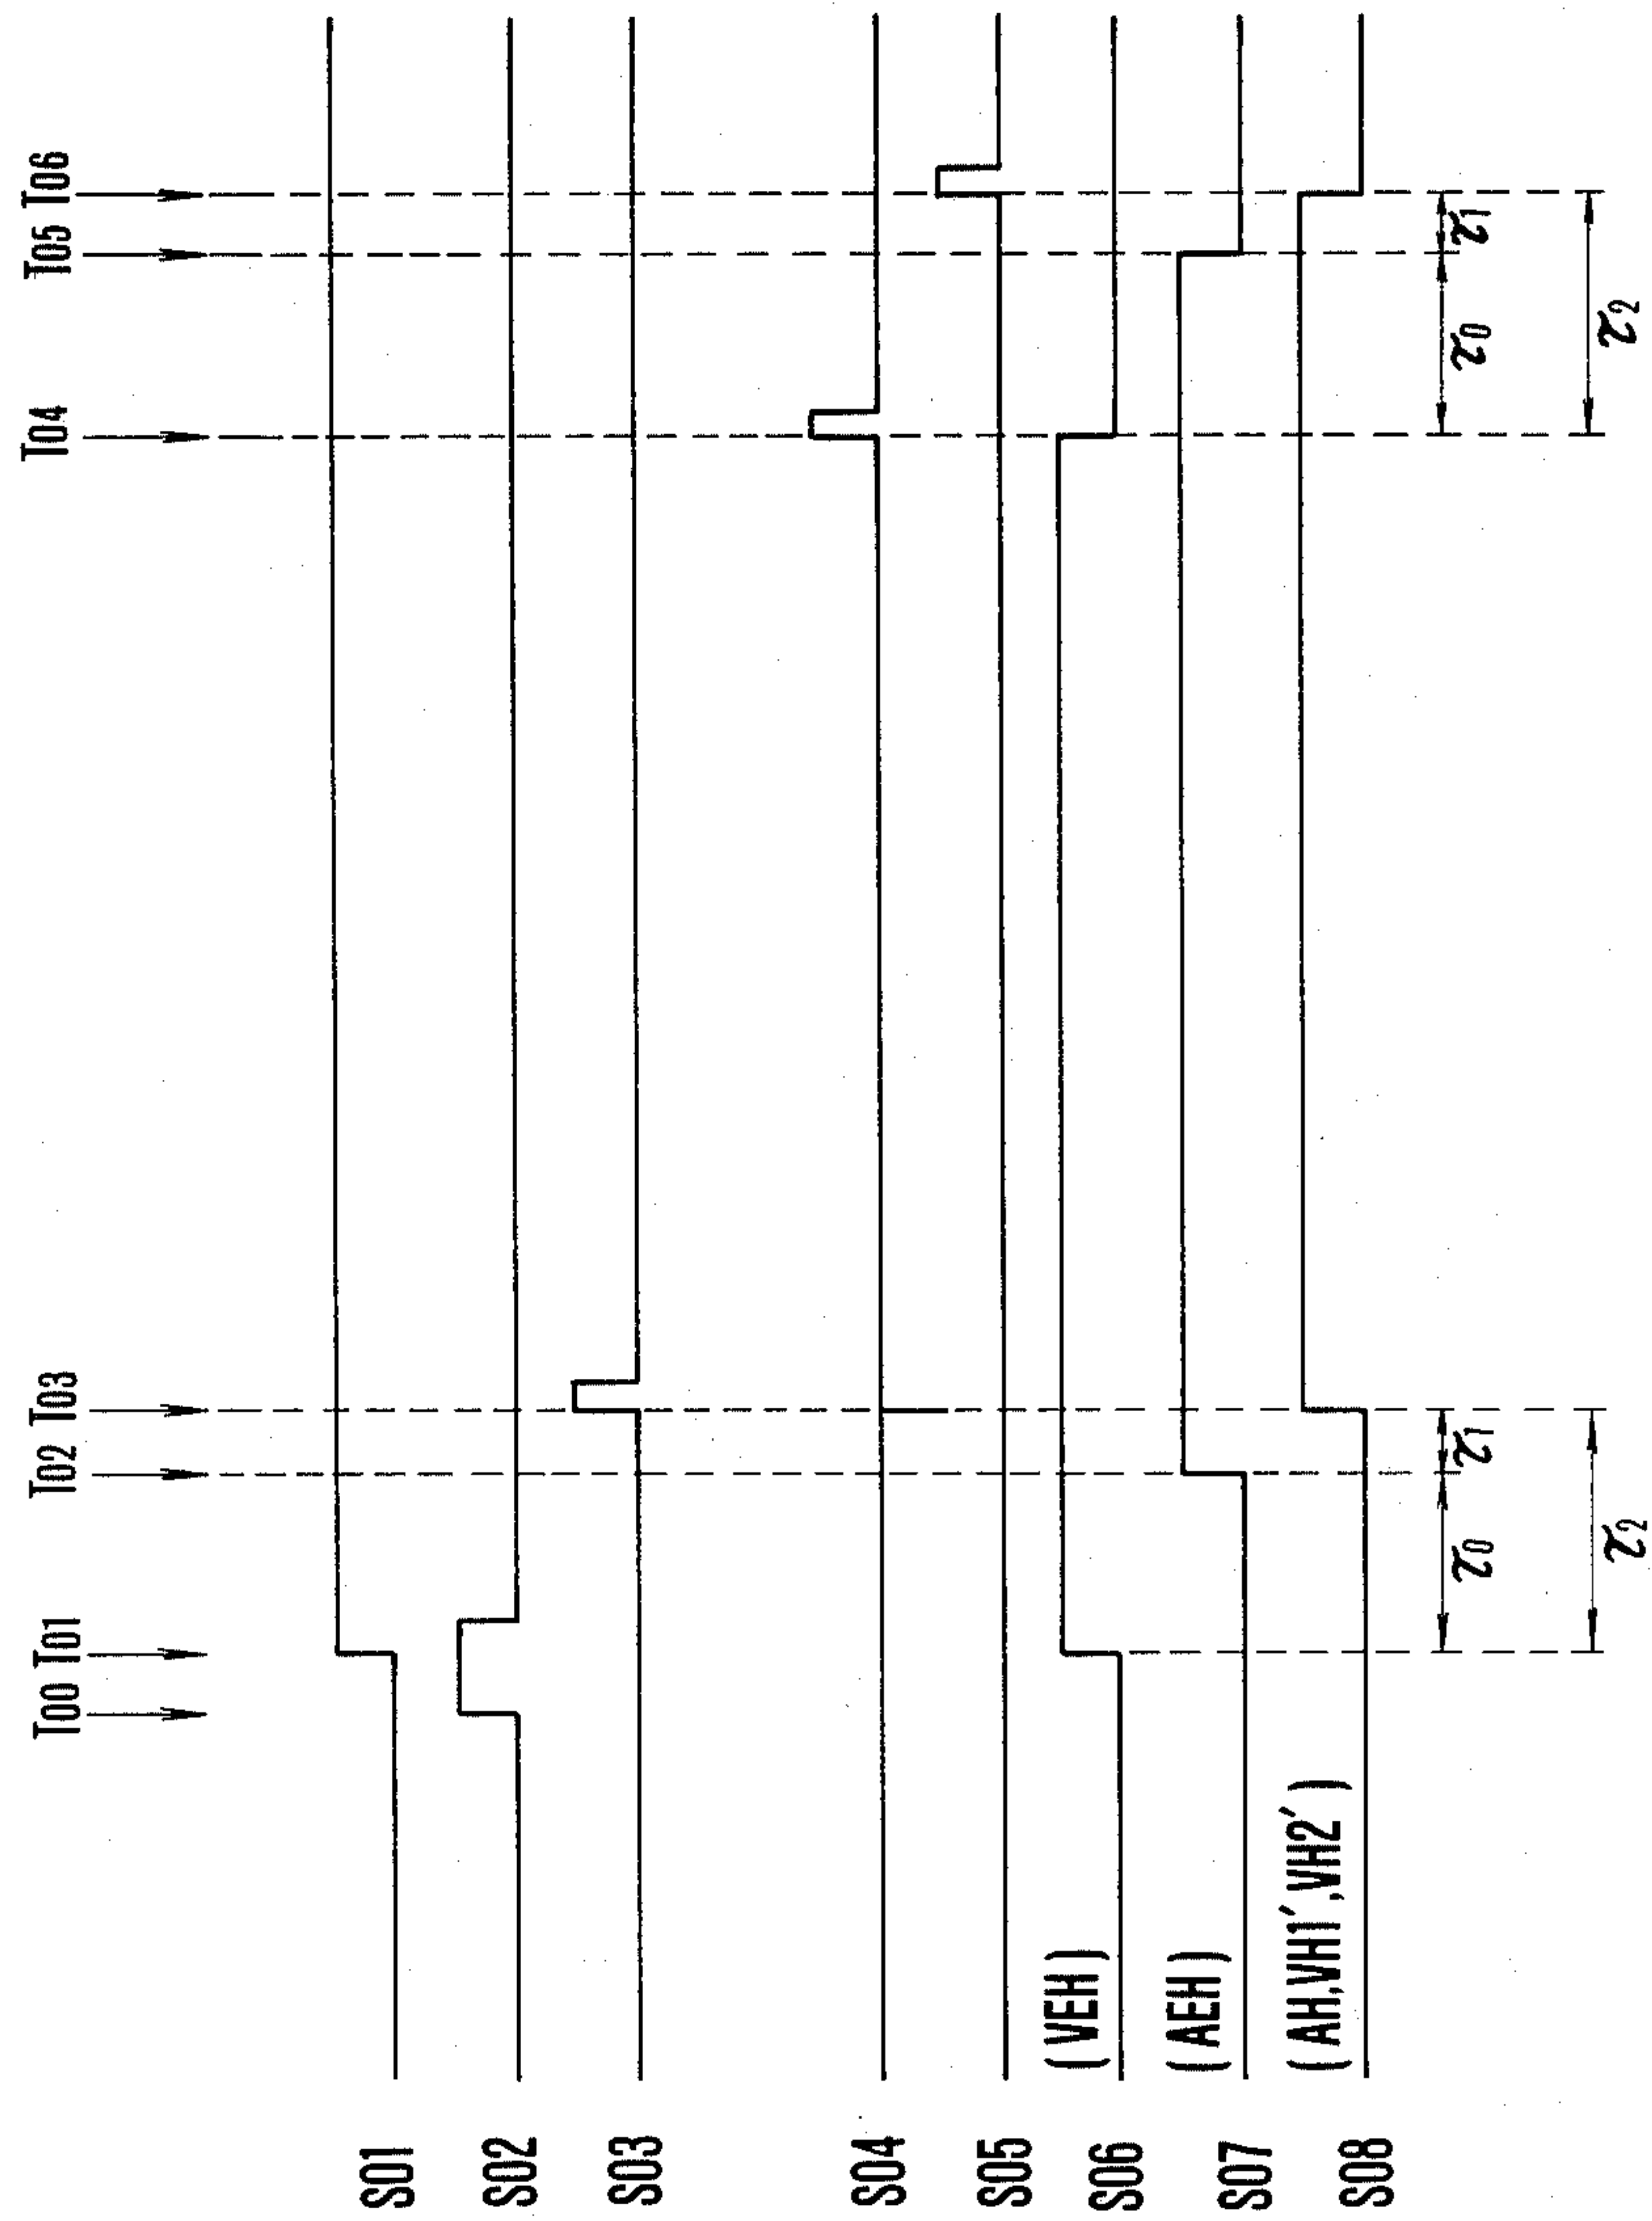 T00 T01 T02 T03 T04 T05 T06
S01
S02
S03
S04
S05
S06 (VEH)
S07 (AEH)
S08 (AH,VH1′,VH2′)
τ0 τ1 τ0 τ1
τ2 τ2